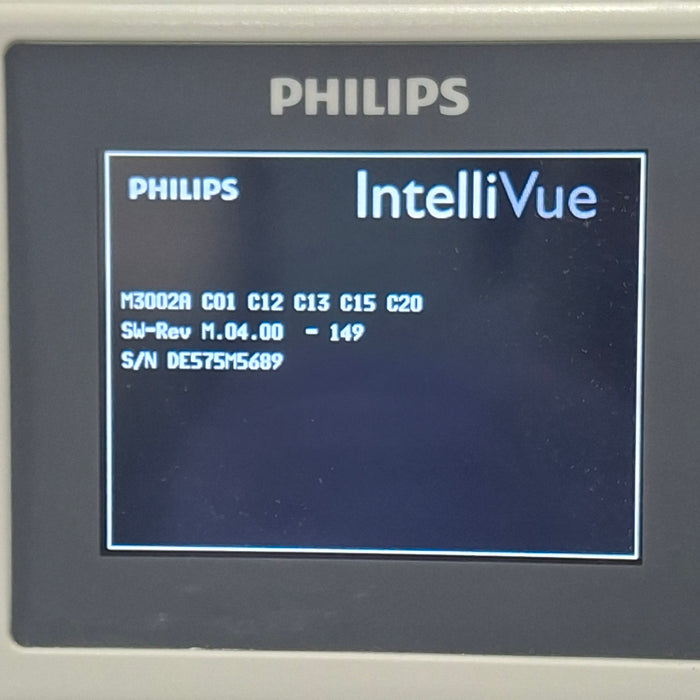 PHILIPS
PHILIPS IntelliVue
M3002A C01 C12 C13 C15 C20
SW-Rev M.04.00 - 149
S/N DE575M5689